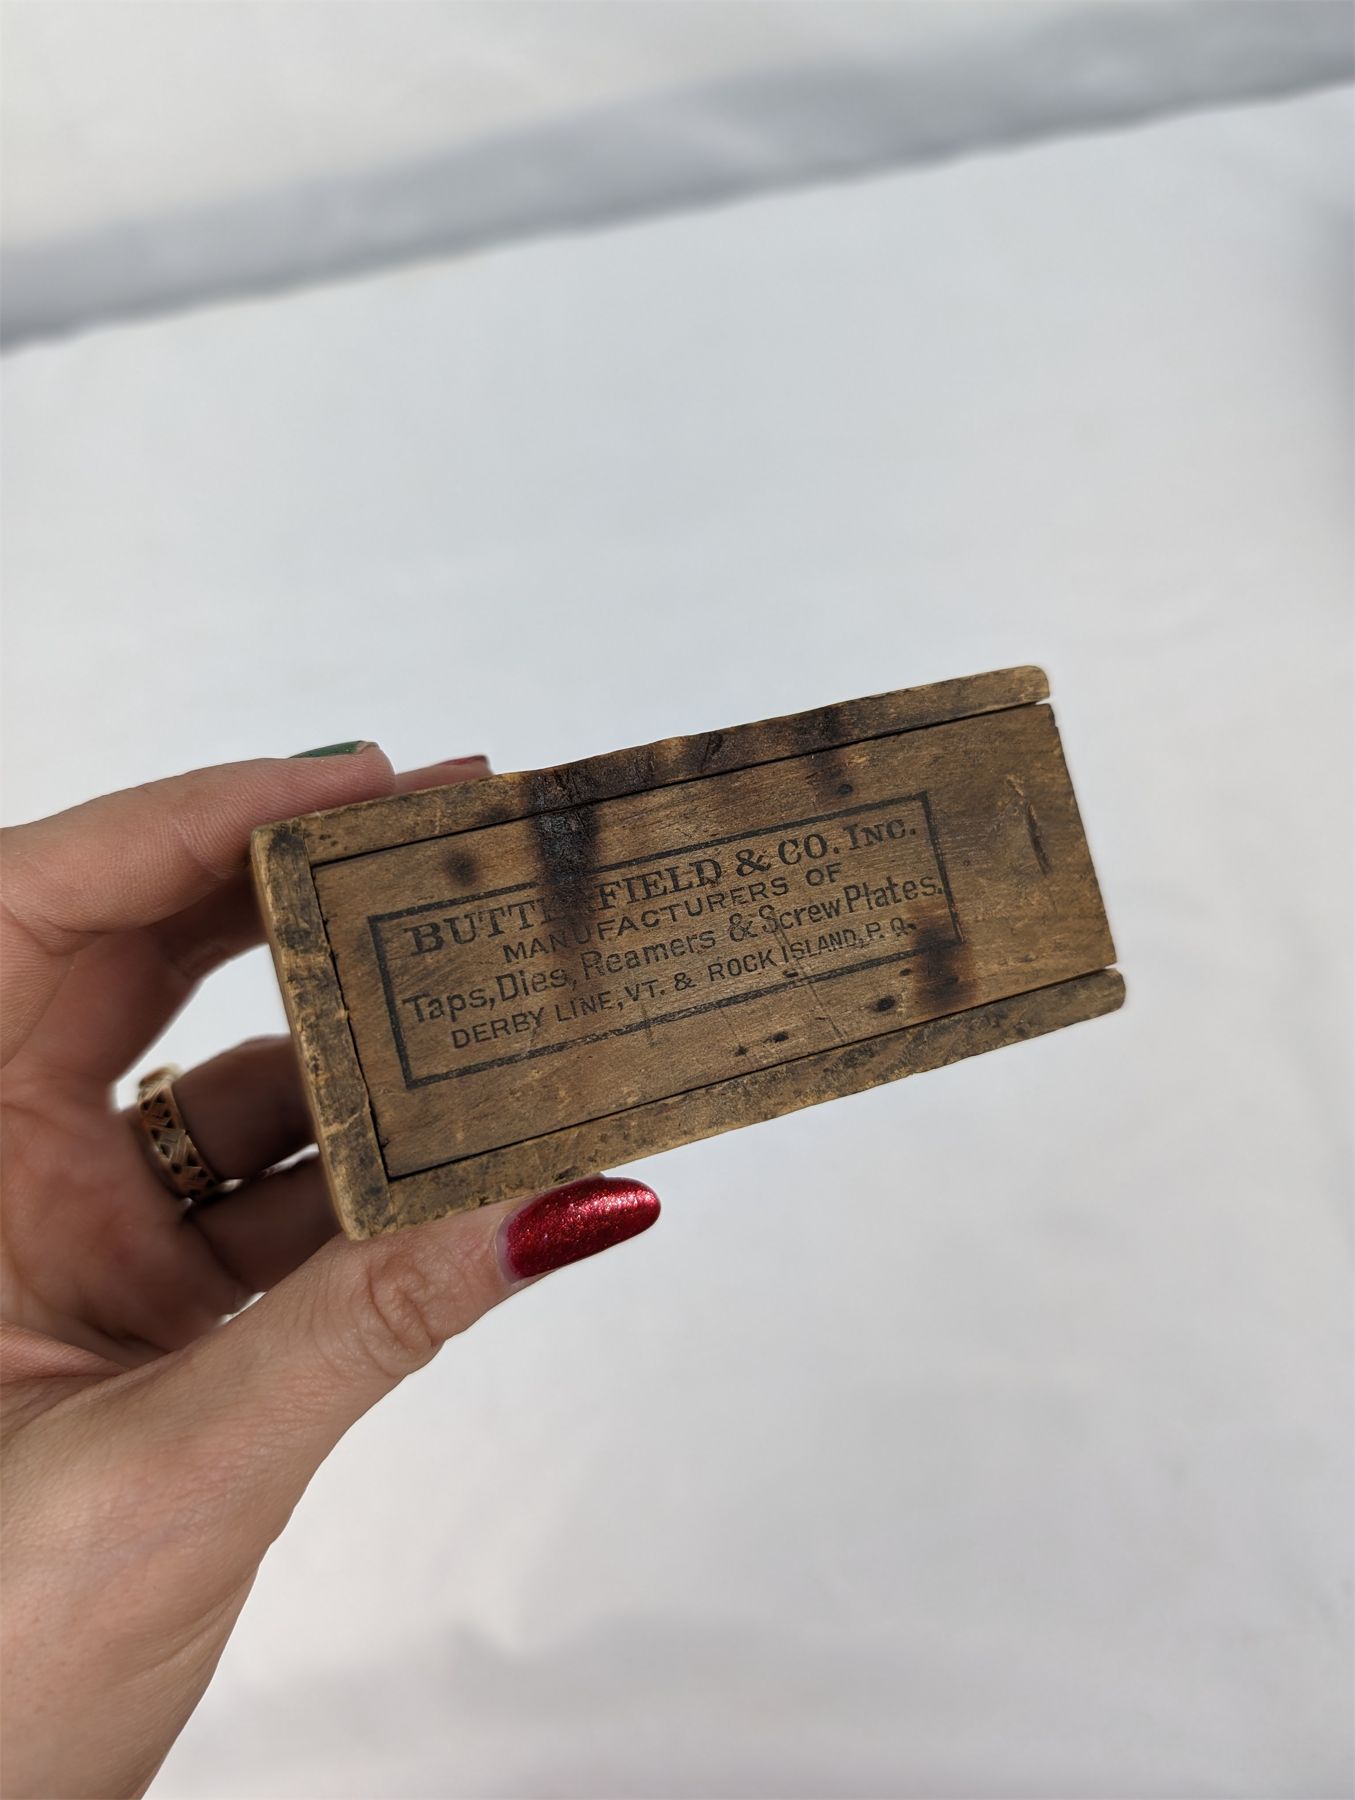 BUTTERFIELD & CO. INC.
MANUFACTURERS OF
Taps, Dies, Reamers & Screw Plates.
DERBY LINE, VT. & ROCK ISLAND, P. Q.